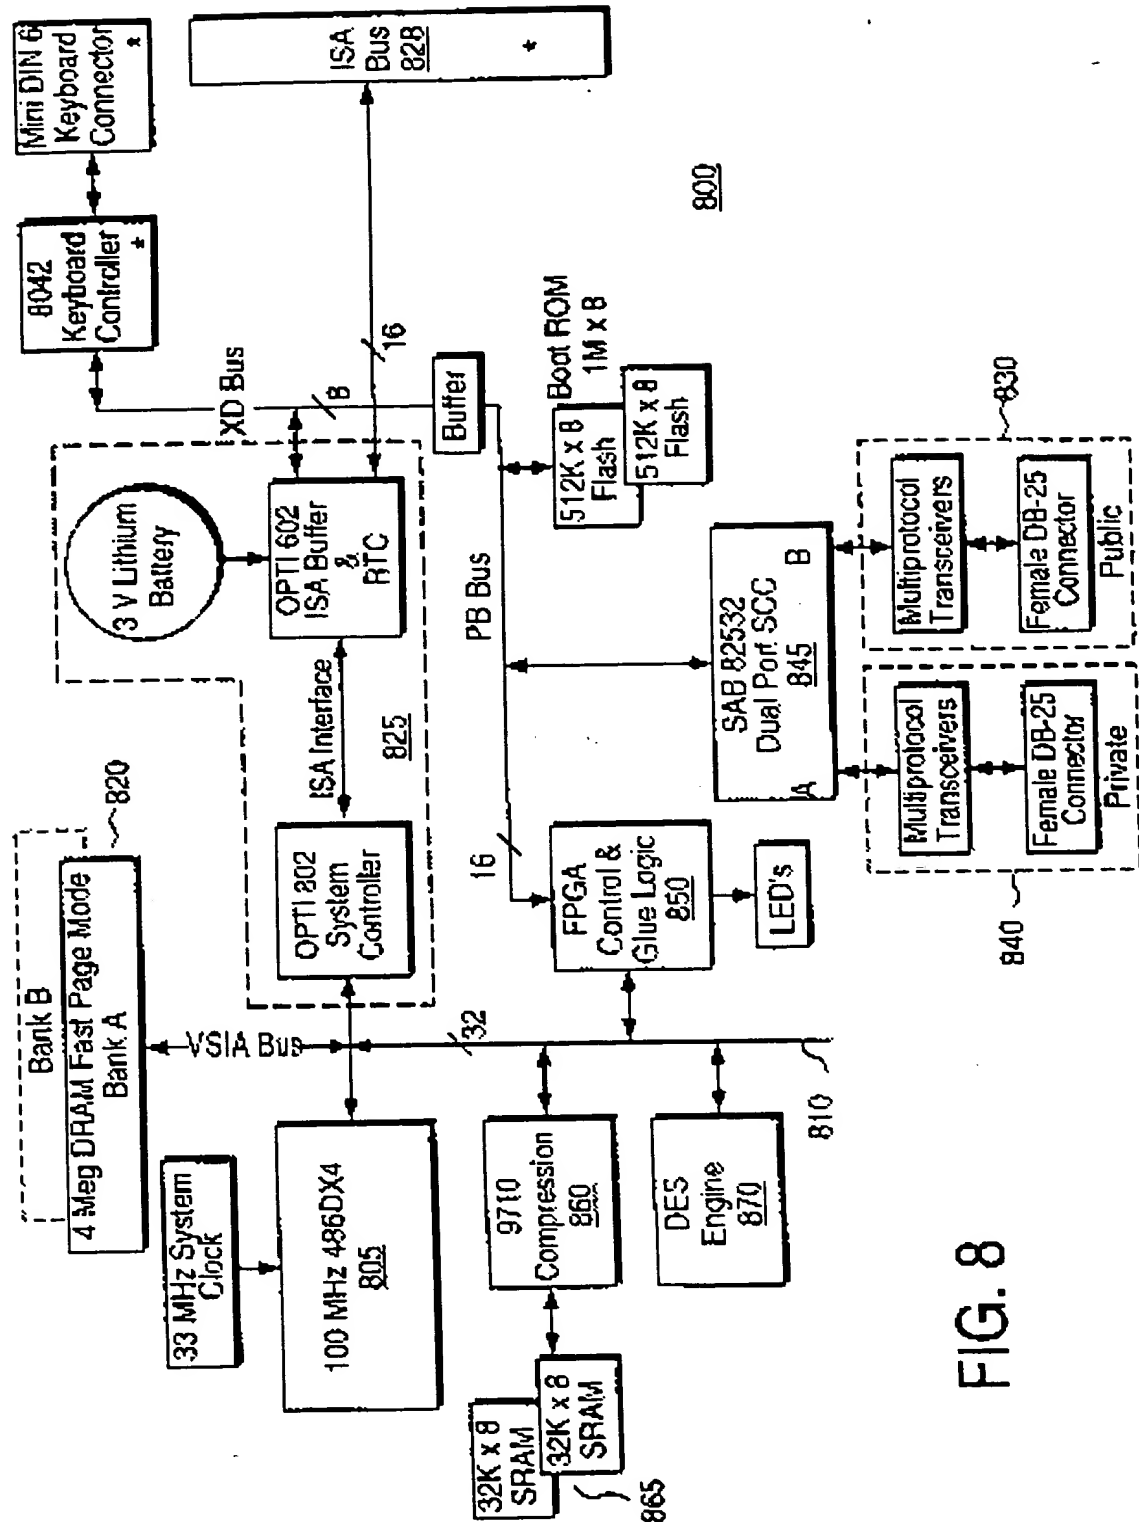 Bank B
4 Meg DRAM Fast Page Mode
Bank A
820
33 MHz System
Clock
VSIA Bus
100 MHz 486DX4
805
32
OPTI 802
System
Controller
ISA Interface
825
3 V Lithium
Battery
OPTI 602
ISA Buffer
&
RTC
XD Bus
8
16
8042
Keyboard
Controller
*
Mini DIN 6
Keyboard
Connector
*
ISA
Bus
828
*
Buffer
PB Bus
16
Boot ROM
1M x 8
512K x 8
Flash
512K x 8
Flash
800
32K x 8
SRAM
32K x 8
SRAM
865
9710
Compression
860
DES
Engine
870
810
FPGA
Control &
Glue Logic
850
LED's
SAB 82532
Dual Port SCC
845
A
B
Multiprotocol
Transceivers
Female DB-25
Connector
Private
840
Multiprotocol
Transceivers
Female DB-25
Connector
Public
830
FIG. 8